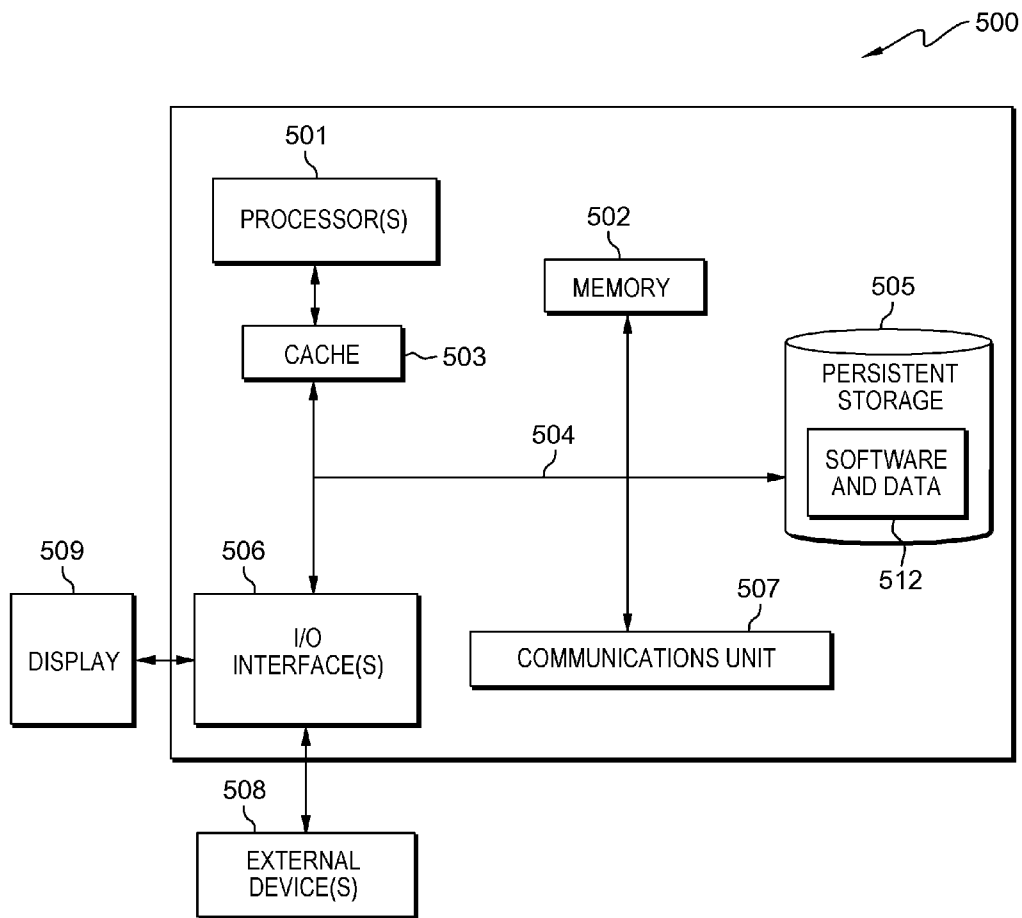 500
501
PROCESSOR(S)
502
MEMORY
505
CACHE
503
PERSISTENT
STORAGE
504
SOFTWARE
AND DATA
512
509
506
507
DISPLAY
I/O
INTERFACE(S)
COMMUNICATIONS UNIT
508
EXTERNAL
DEVICE(S)